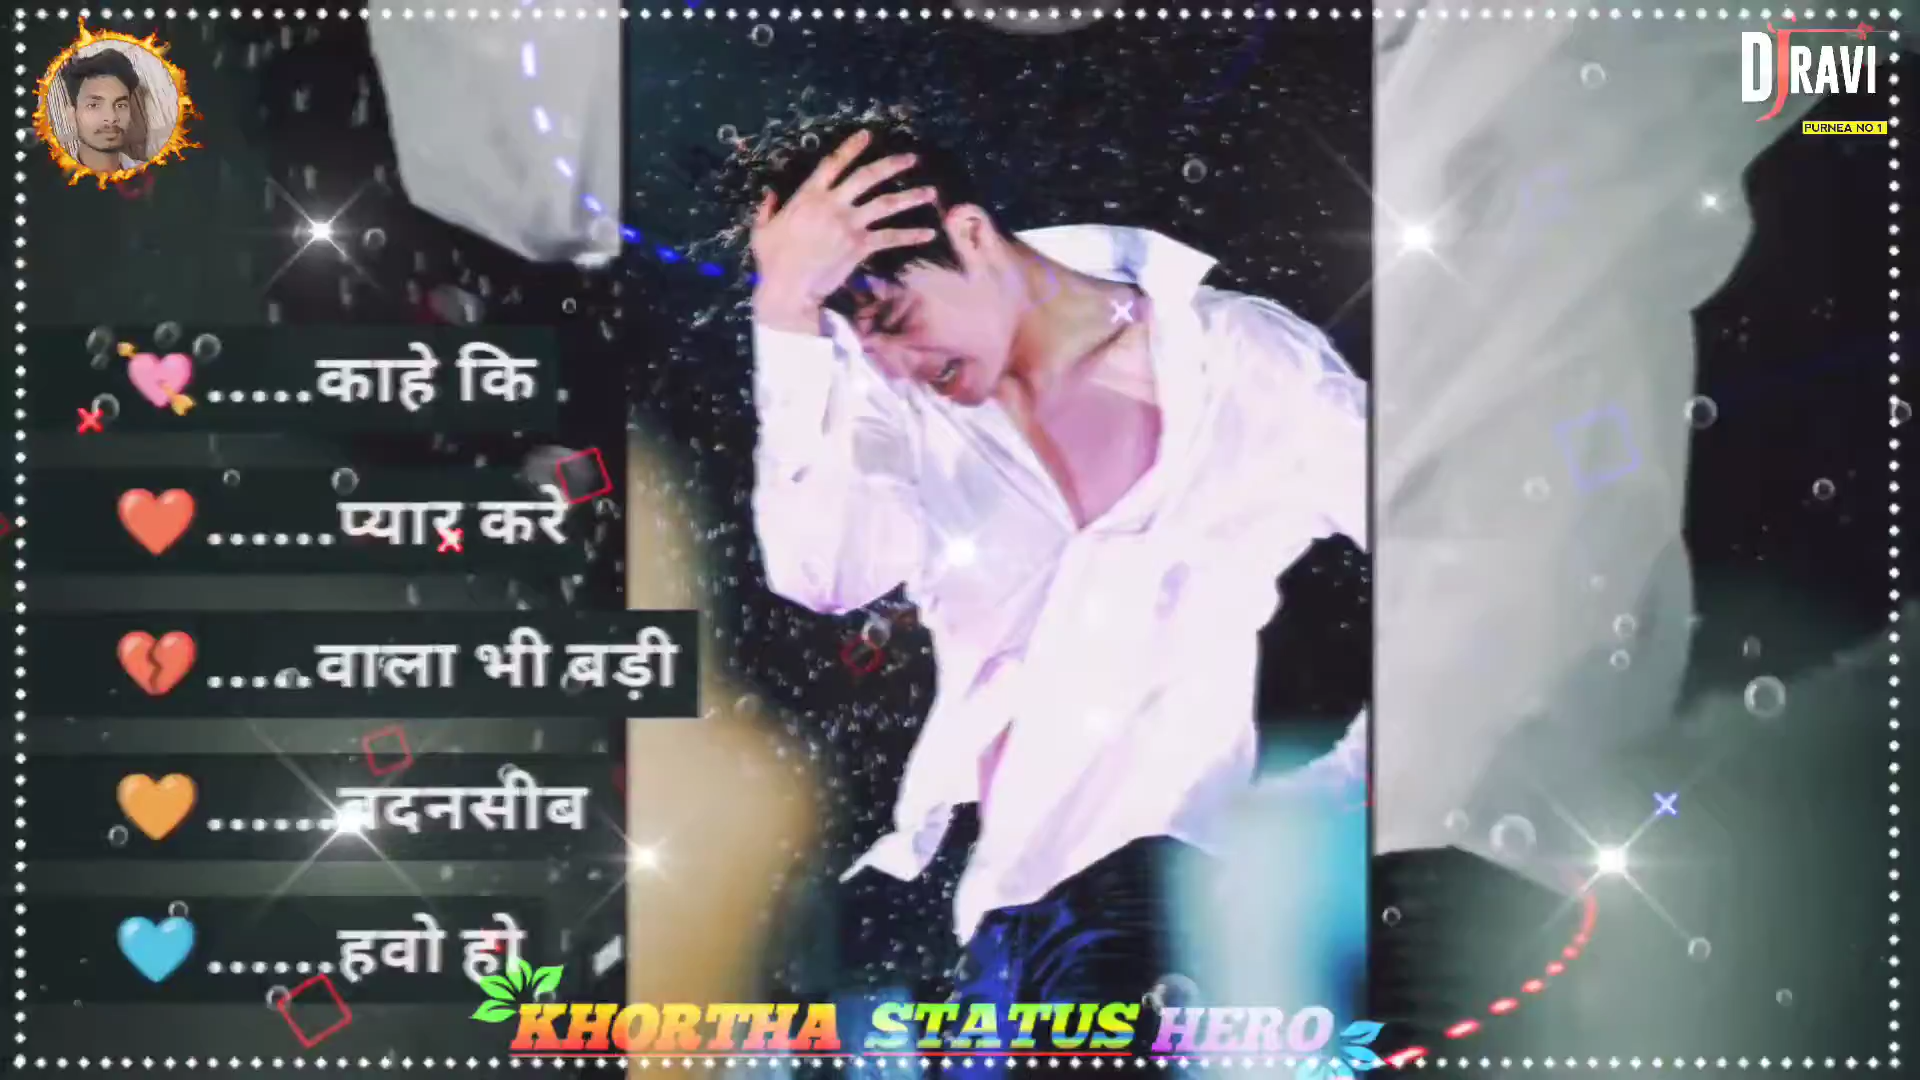 DJ RAVI
PURNEA NO 1
.....काहे कि .
......प्यार करे
.....वाला भी बड़ी
......बदनसीब
......हवो हो
KHORTHA STATUS HERO